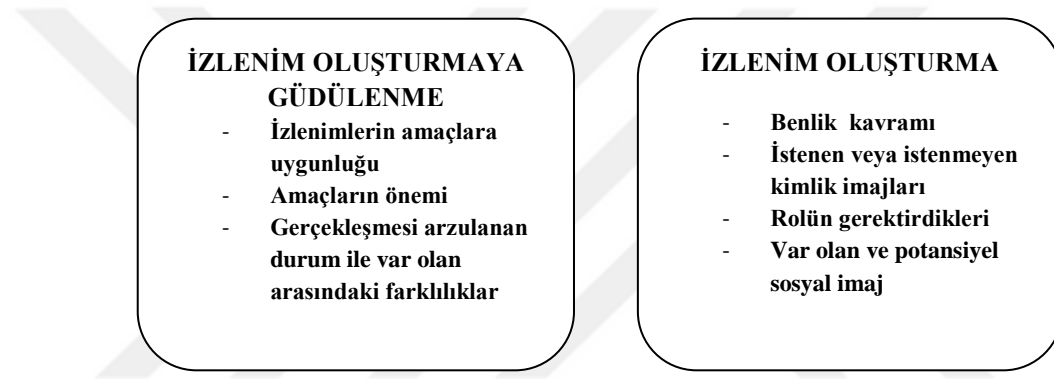 İZLENİM OLUŞTURMAYA
GÜDÜLENME
- İzlenimlerin amaçlara
uygunluğu
- Amaçların önemi
- Gerçekleşmesi arzulanan
durum ile var olan
arasındaki farklılıklar
İZLENİM OLUŞTURMA
- Benlik kavramı
- İstenen veya istenmeyen
kimlik imajları
- Rolün gerektirdikleri
- Var olan ve potansiyel
sosyal imaj